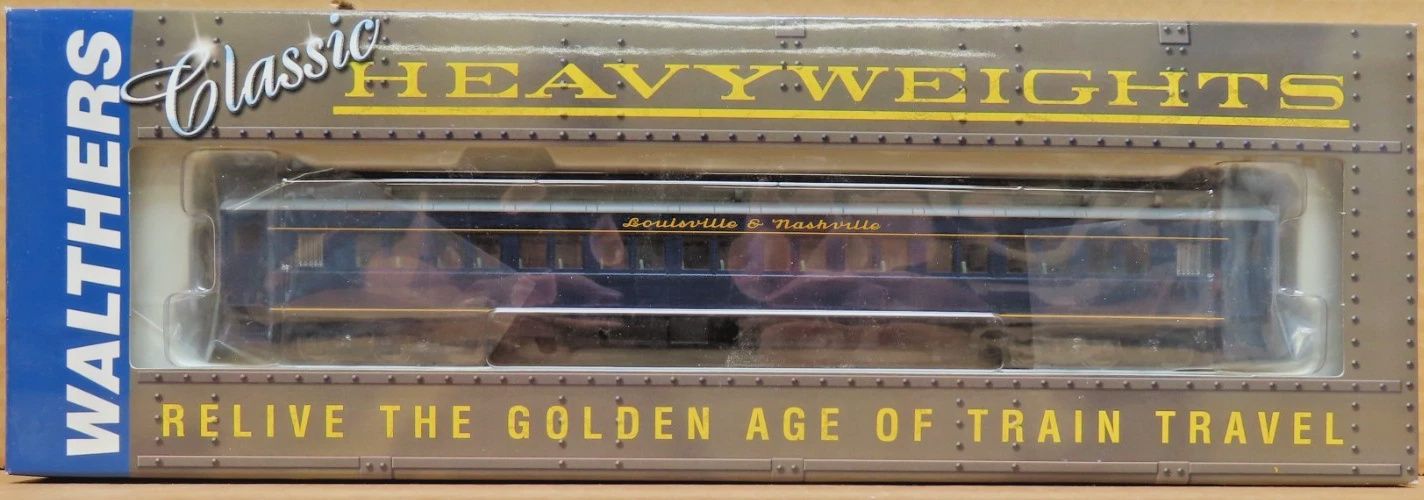 WALTHERS
Classic
HEAVYWEIGHTS
Louisville & Nashville
RELIVE THE GOLDEN AGE OF TRAIN TRAVEL